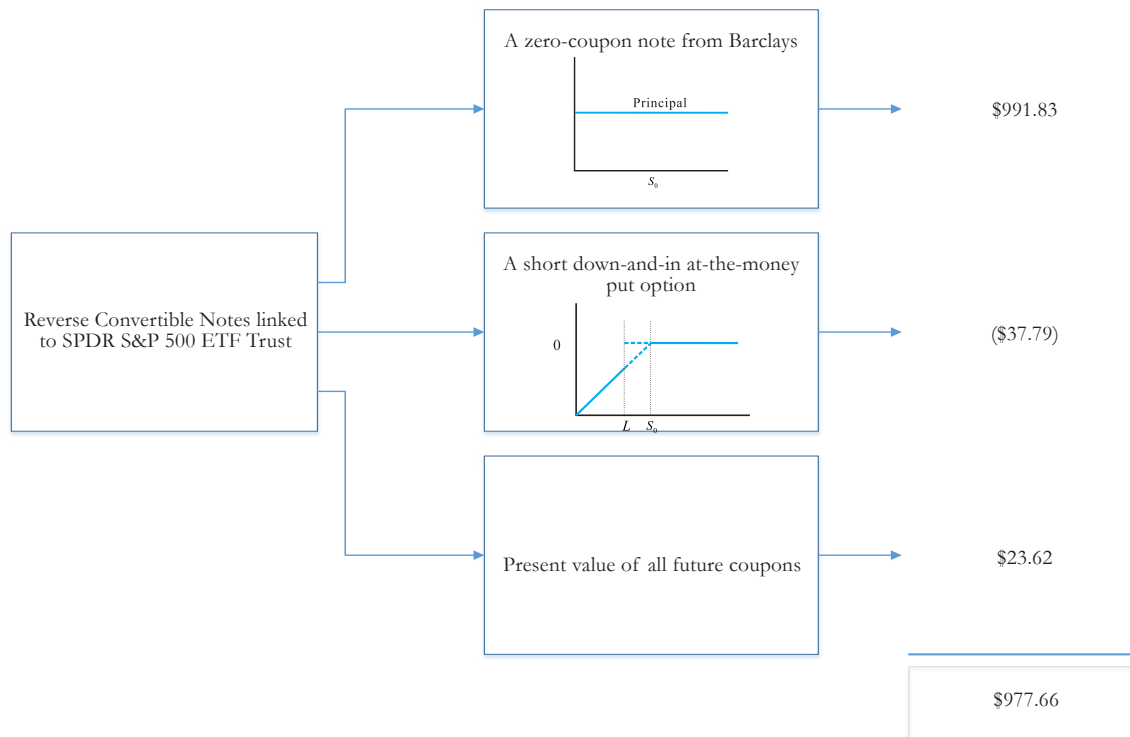 A zero-coupon note from Barclays
Principal
S₀
$991.83
Reverse Convertible Notes linked
to SPDR S&P 500 ETF Trust
A short down-and-in at-the-money
put option
0
L S₀
($37.79)
Present value of all future coupons
$23.62
$977.66